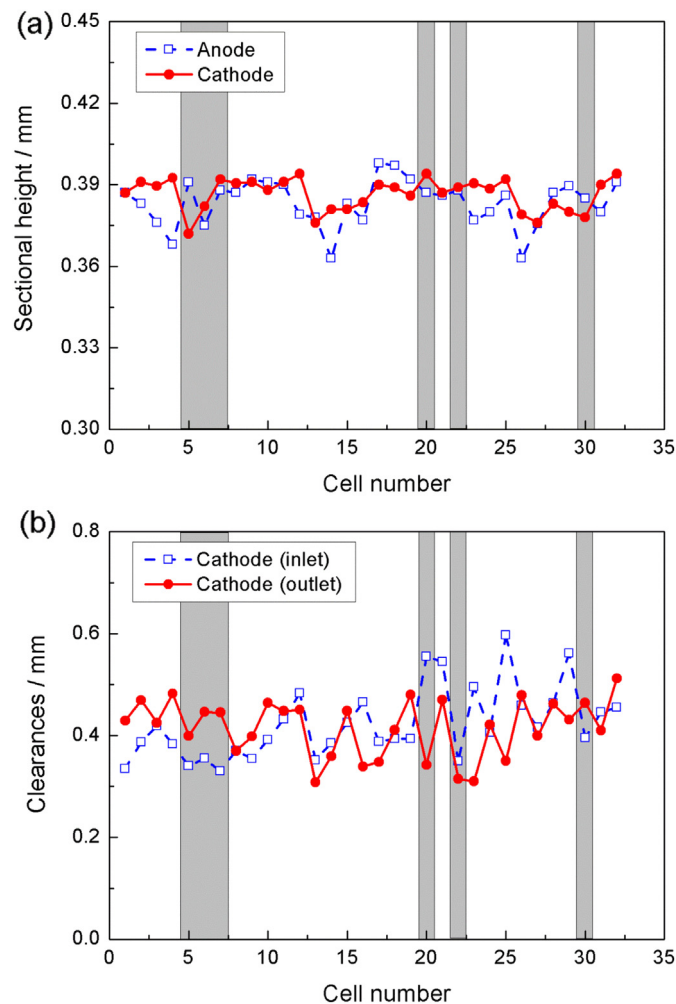 (a)
Anode
Cathode
Sectional height / mm
0.45
0.42
0.39
0.36
0.33
0.30
0 5 10 15 20 25 30 35
Cell number
(b)
Cathode (inlet)
Cathode (outlet)
Clearances / mm
0.8
0.6
0.4
0.2
0.0
0 5 10 15 20 25 30 35
Cell number